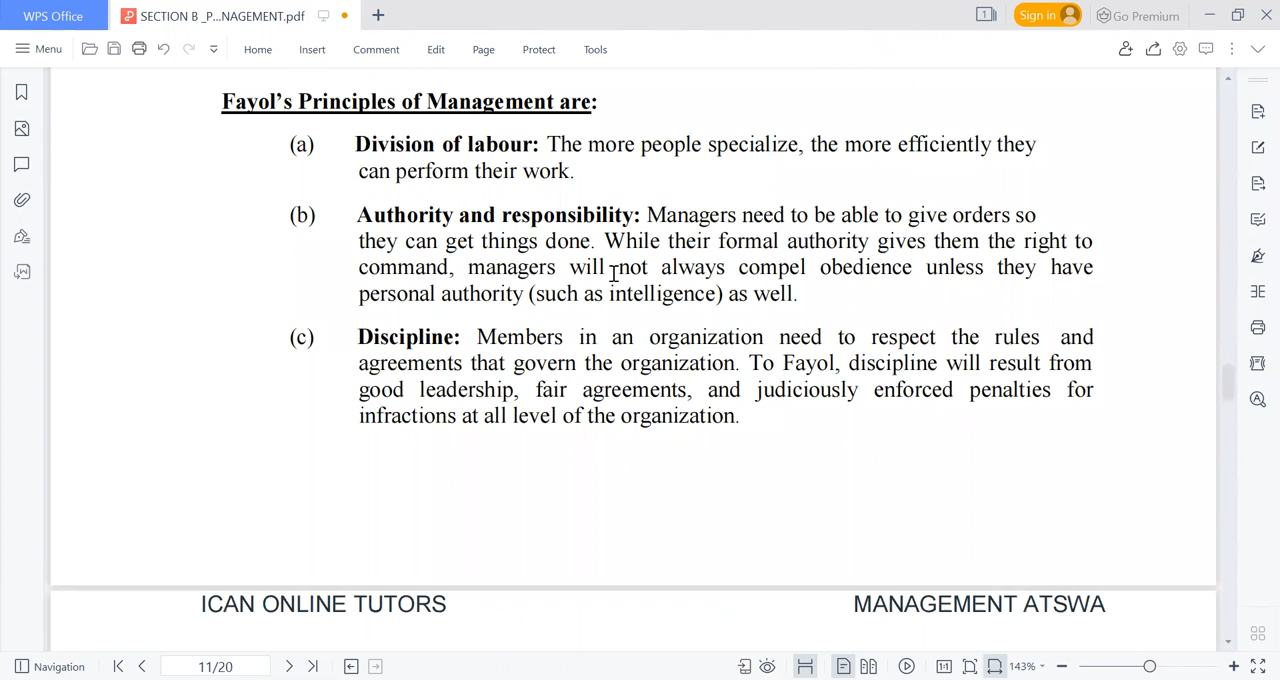 WPS Office
SECTION B _P...NAGEMENT.pdf
1
Sign in
Go Premium
Menu
Home
Insert
Comment
Edit
Page
Protect
Tools
Fayol’s Principles of Management are:
(a) Division of labour: The more people specialize, the more efficiently they
can perform their work.
(b) Authority and responsibility: Managers need to be able to give orders so
they can get things done. While their formal authority gives them the right to
command, managers will not always compel obedience unless they have
personal authority (such as intelligence) as well.
(c) Discipline: Members in an organization need to respect the rules and
agreements that govern the organization. To Fayol, discipline will result from
good leadership, fair agreements, and judiciously enforced penalties for
infractions at all level of the organization.
ICAN ONLINE TUTORS
MANAGEMENT ATSWA
Navigation
11/20
1:1
143%